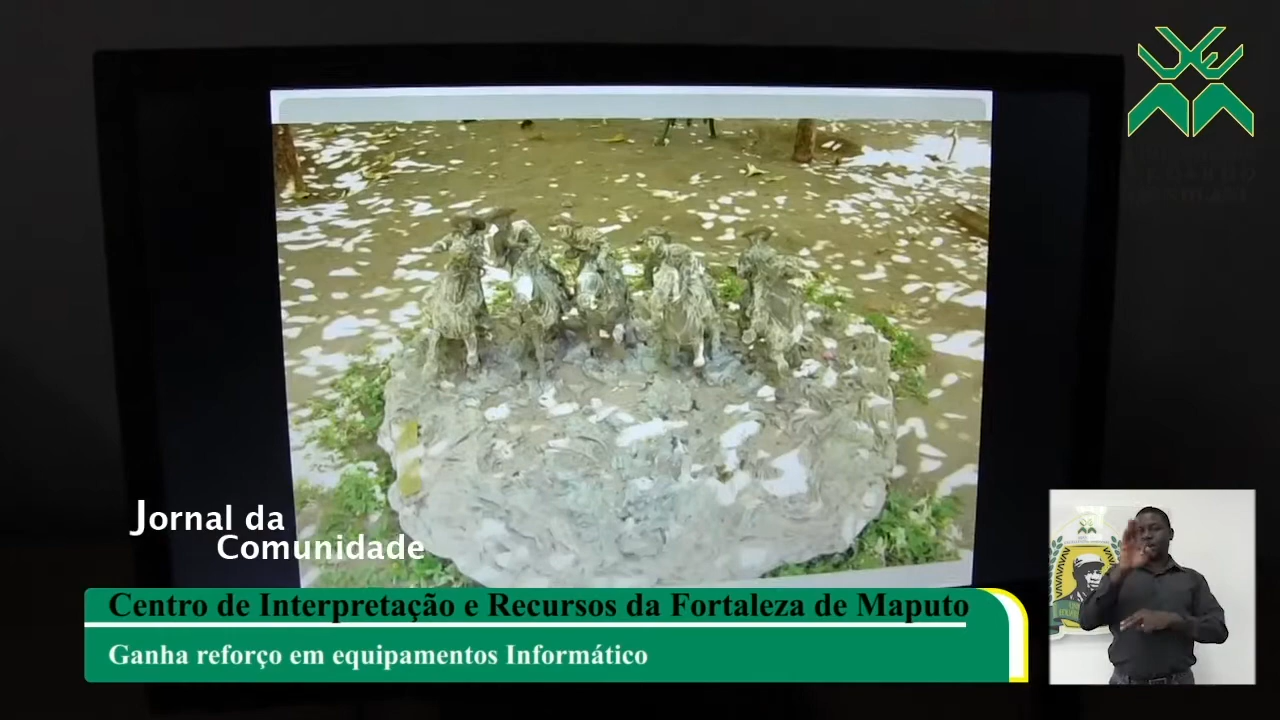 Jornal da
Comunidade
Centro de Interpretação e Recursos da Fortaleza de Maputo
Ganha reforço em equipamentos Informático